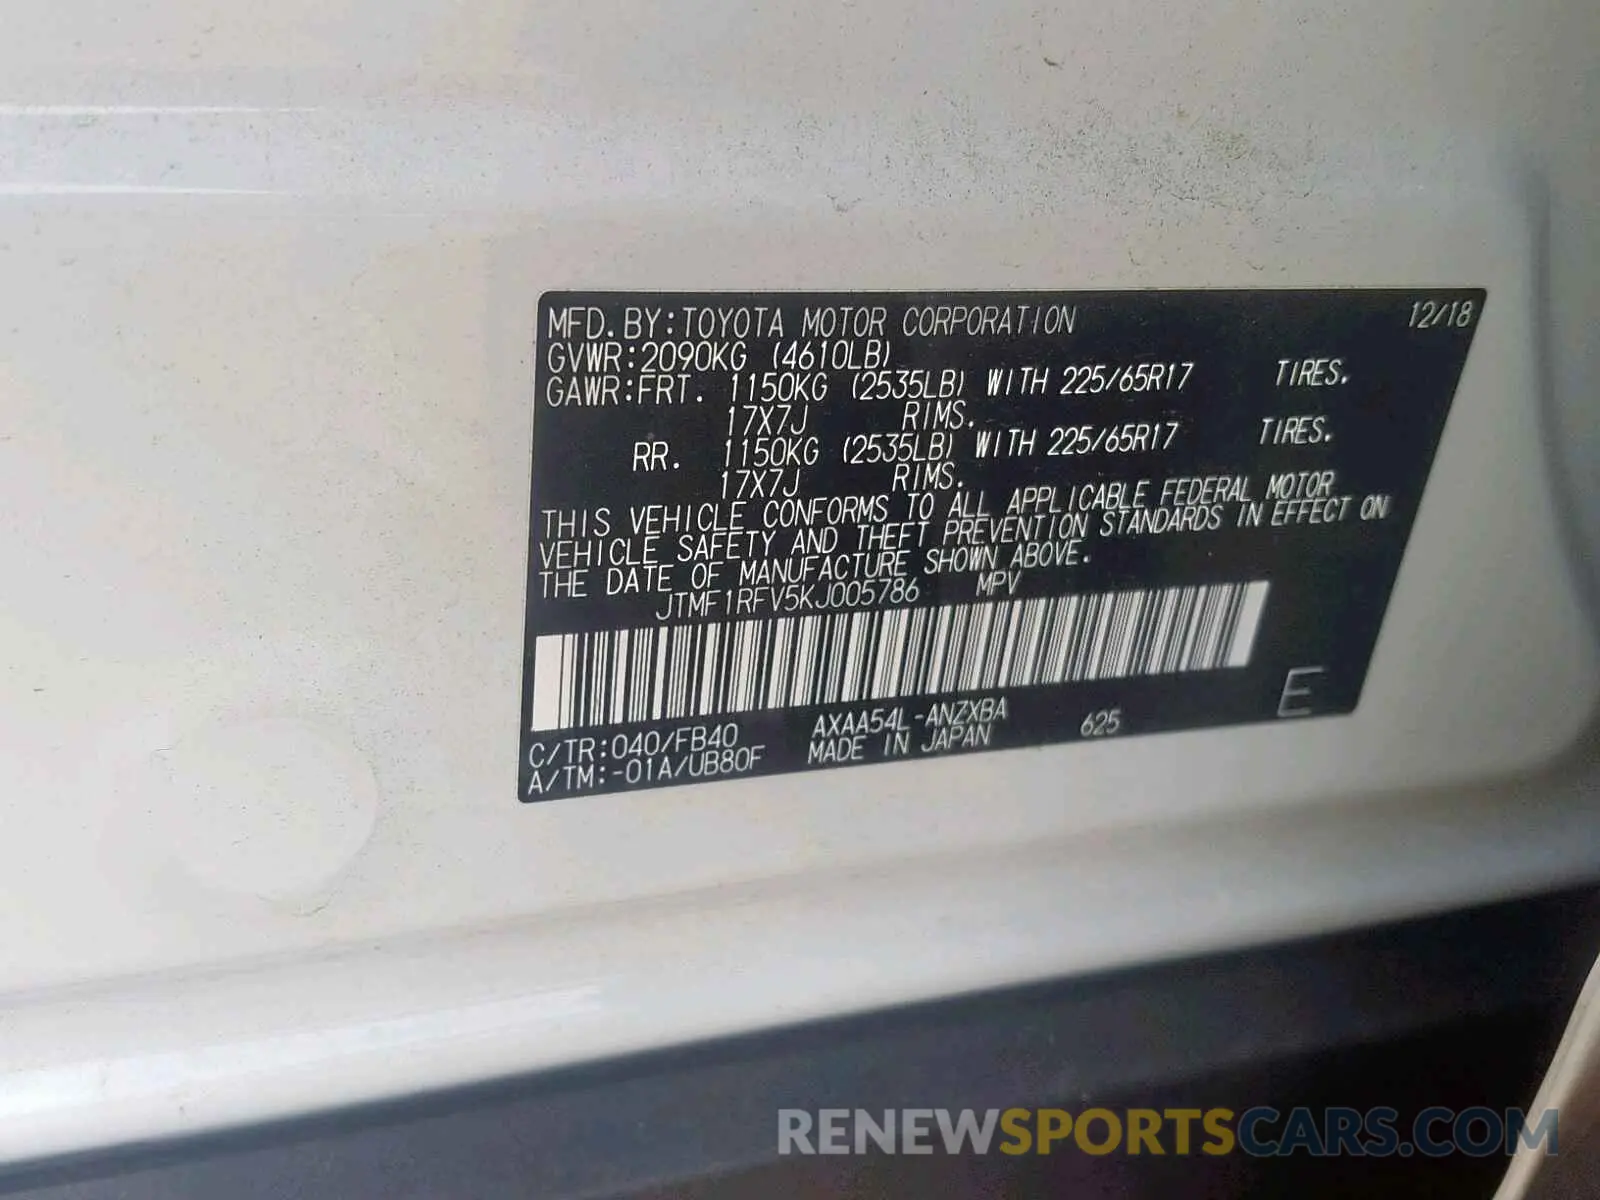 MFD. BY:TOYOTA MOTOR CORPORATION 12/18
GVWR:2090KG (4610LB)
GAWR:FRT. 1150KG (2535LB) WITH 225/65R17 TIRES.
17X7J RIMS.
RR. 1150KG (2535LB) WITH 225/65R17 TIRES.
17X7J RIMS.
THIS VEHICLE CONFORMS TO ALL APPLICABLE FEDERAL MOTOR
VEHICLE SAFETY AND THEFT PREVENTION STANDARDS IN EFFECT ON
THE DATE OF MANUFACTURE SHOWN ABOVE.
JTMF1RFV5KJ005786 MPV
C/TR:040/FB40 AXAA54L-ANZXBA 625 E
A/TM:-01A/UB80F MADE IN JAPAN
RENEWSPORTSCARS.COM